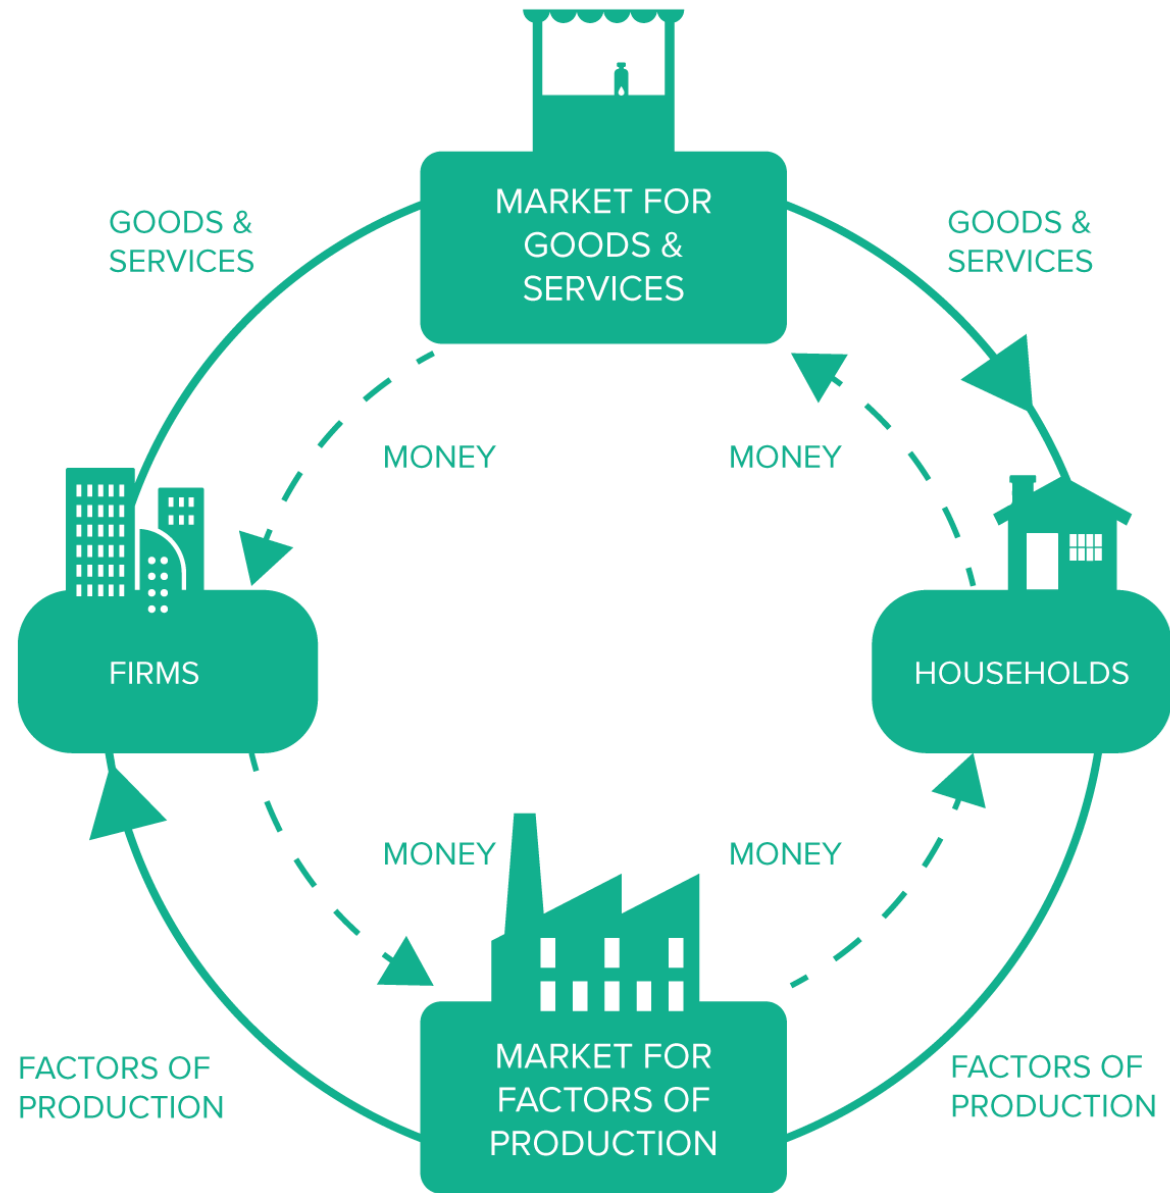 MARKET FOR
GOODS &
SERVICES
GOODS &
SERVICES
GOODS &
SERVICES
MONEY
MONEY
FIRMS
HOUSEHOLDS
MONEY
MONEY
MARKET FOR
FACTORS OF
PRODUCTION
FACTORS OF
PRODUCTION
FACTORS OF
PRODUCTION